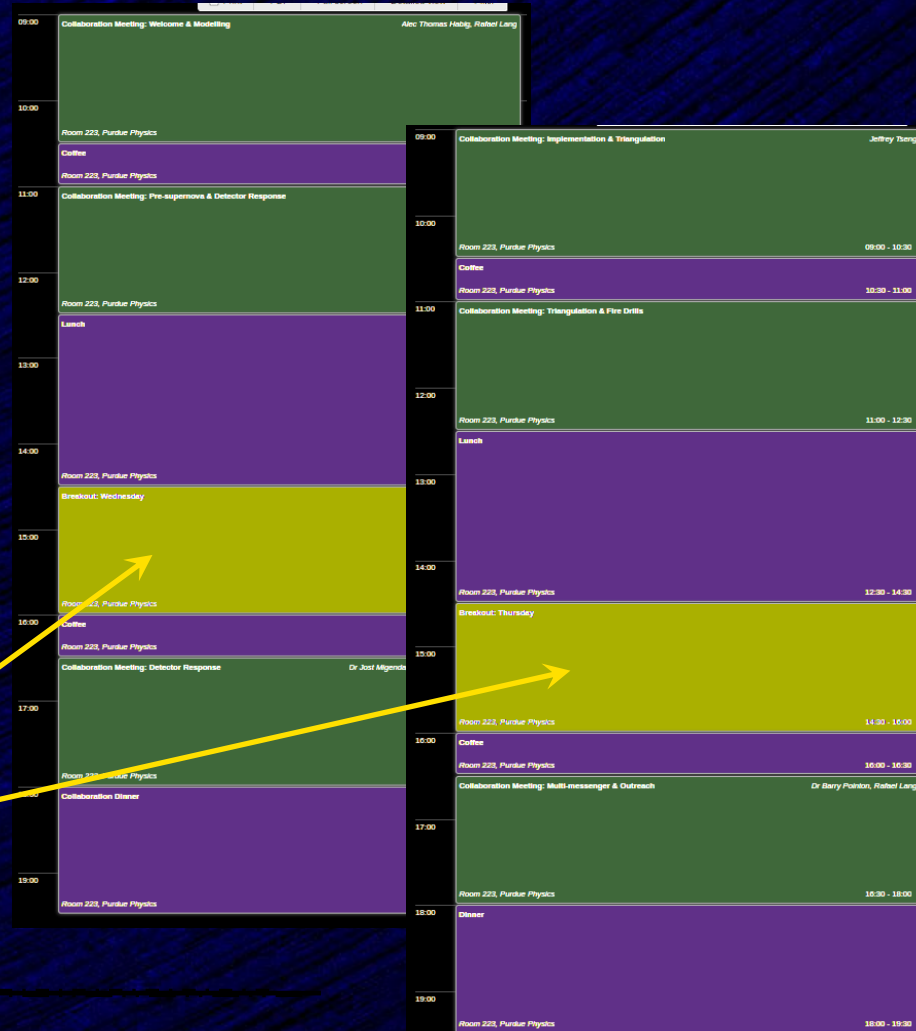 09:00
Collaboration Meeting: Welcome & Modelling
Alec Thomas Habig, Rafael Lang
10:00
Room 223, Purdue Physics
Coffee
Room 223, Purdue Physics
11:00
Collaboration Meeting: Pre-supernova & Detector Response
12:00
Room 223, Purdue Physics
Lunch
13:00
14:00
Room 223, Purdue Physics
Breakout: Wednesday
15:00
Room 223, Purdue Physics
16:00
Coffee
Room 223, Purdue Physics
Collaboration Meeting: Detector Response
Dr Jost Migenda
17:00
Room 223, Purdue Physics
Collaboration Dinner
19:00
Room 223, Purdue Physics
09:00
Collaboration Meeting: Implementation & Triangulation
Jeffrey Tseng
10:00
Room 223, Purdue Physics
09:00 - 10:30
Coffee
Room 223, Purdue Physics
10:30 - 11:00
11:00
Collaboration Meeting: Triangulation & Fire Drills
12:00
Room 223, Purdue Physics
11:00 - 12:30
Lunch
13:00
14:00
Room 223, Purdue Physics
12:30 - 14:30
Breakout: Thursday
15:00
Room 223, Purdue Physics
14:30 - 16:00
16:00
Coffee
Room 223, Purdue Physics
16:00 - 16:30
Collaboration Meeting: Multi-messenger & Outreach
Dr Barry Pointon, Rafael Lang
17:00
Room 223, Purdue Physics
16:30 - 18:00
18:00
Dinner
19:00
Room 223, Purdue Physics
18:00 - 19:30